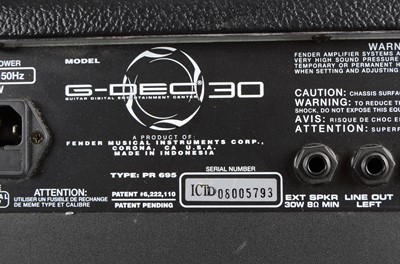 POWER
50Hz
MODEL
G-DEC 30
GUITAR DIGITAL ENTERTAINMENT CENTER
A PRODUCT OF:
FENDER MUSICAL INSTRUMENTS CORP.,
CORONA, CA U.S.A.
MADE IN INDONESIA
TYPE: PR 695
PATENT #6,222,110
PATENT PENDING
SERIAL NUMBER
ICTD08005793
ATTENTION:
UTILISER UN FUSIBLE DE RECHANGE
DE MEME TYPE ET CALIBRE
WARN
FENDER AMPLIFIER SYSTEMS A
VERY HIGH SOUND PRESSURE
TEMPORARY OR PERMANENT HA
WHEN SETTING AND ADJUSTING
CAUTION: CHASSIS SURFAC
WARNING: TO REDUCE THE
DO NOT EXPOSE THIS EQU
AVIS: RISQUE DE CHOC E
ATTENTION: SUPERF
EXT SPKR
30W 8Ω MIN
LINE OUT
LEFT